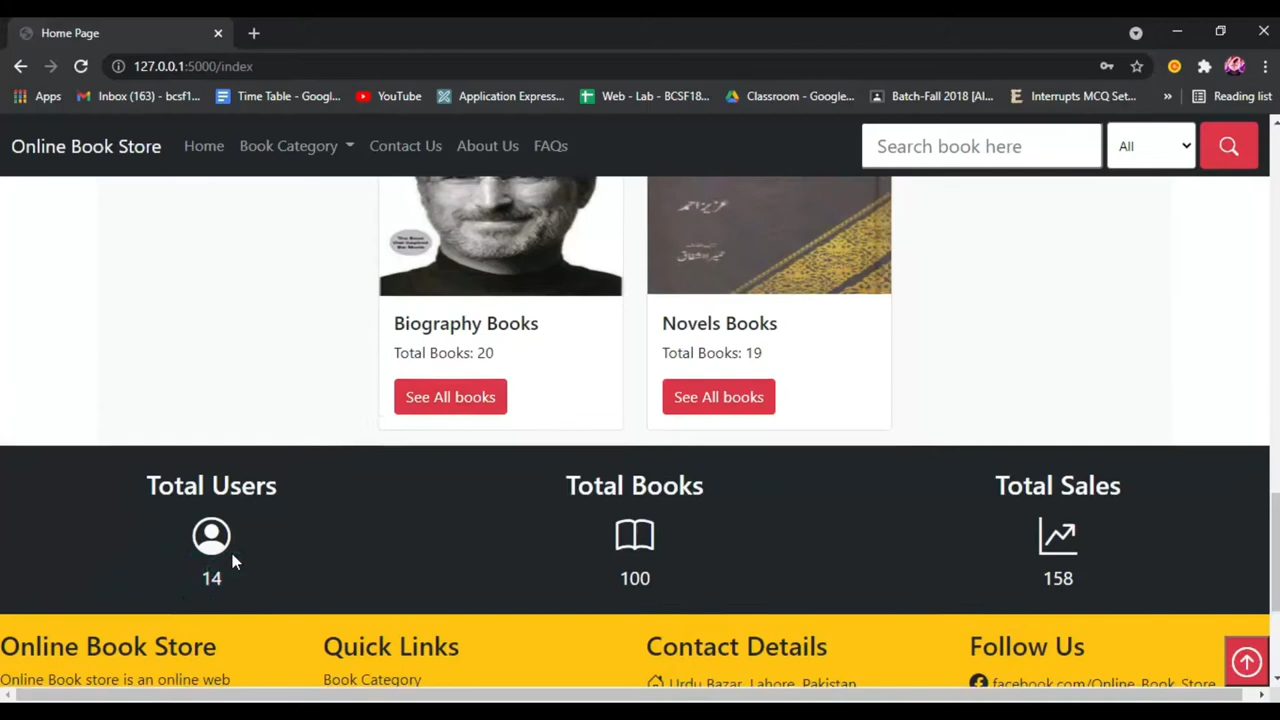 Home Page
127.0.0.1:5000/index
Apps Inbox (163) - bcsf1... Time Table - Googl... YouTube Application Express... Web - Lab - BCSF18... Classroom - Google... Batch-Fall 2018 [Al... Interrupts MCQ Set... » Reading list
Online Book Store Home Book Category Contact Us About Us FAQs Search book here All
عزیز احمد
Biography Books
Total Books: 20
See All books
Novels Books
Total Books: 19
See All books
Total Users
14
Total Books
100
Total Sales
158
Online Book Store
Online Book store is an online web
Quick Links
Book Category
Contact Details
Urdu Bazar, Lahore, Pakistan
Follow Us
facebook.com/Online_Book_Store